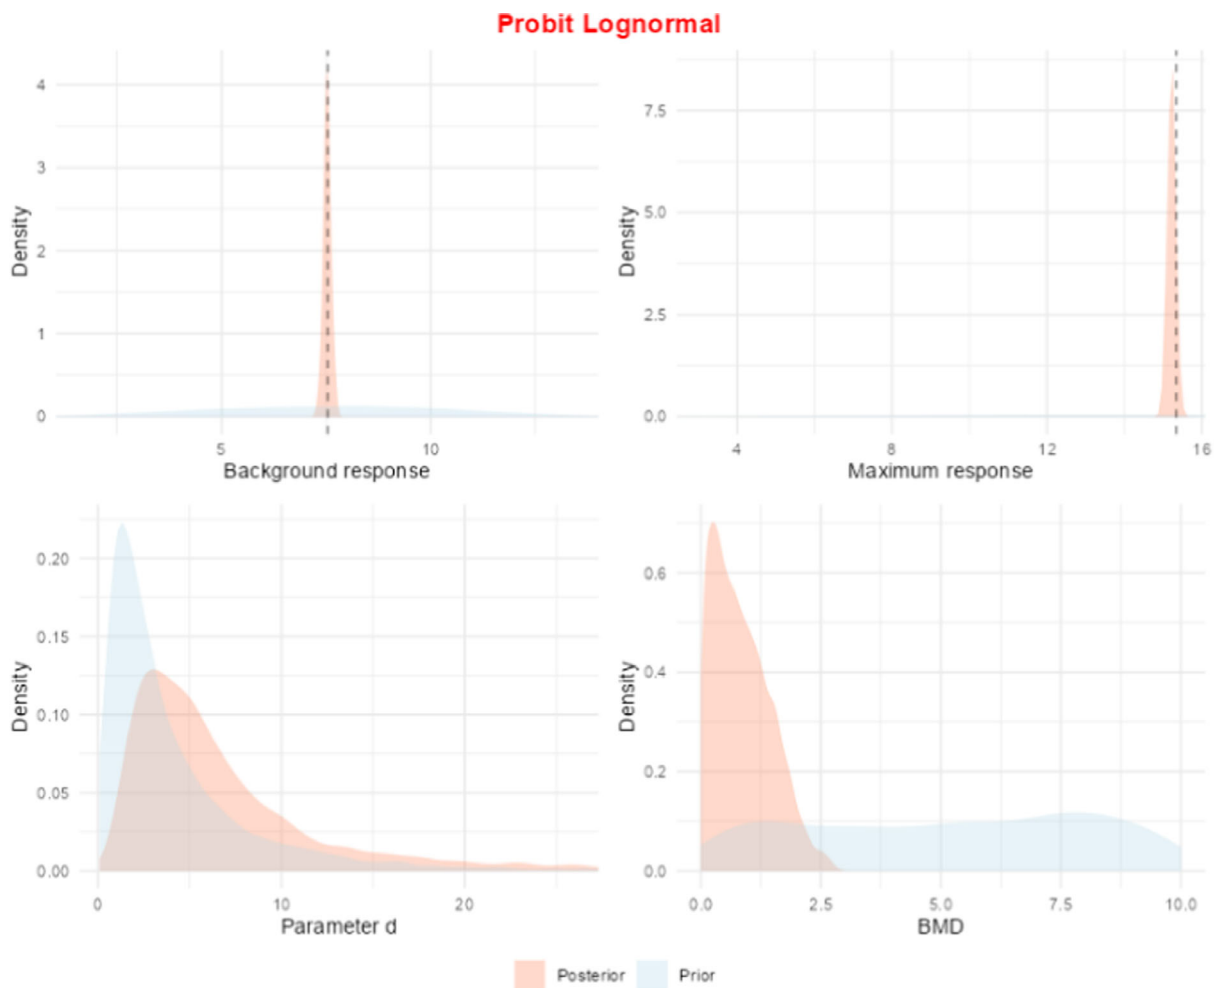 Probit Lognormal
Density
4
3
2
1
0
5 10
Background response
Density
7.5
5.0
2.5
0.0
4 8 12 16
Maximum response
Density
0.20
0.15
0.10
0.05
0.00
0 10 20
Parameter d
Density
0.6
0.4
0.2
0.0
0.0 2.5 5.0 7.5 10.0
BMD
Posterior Prior